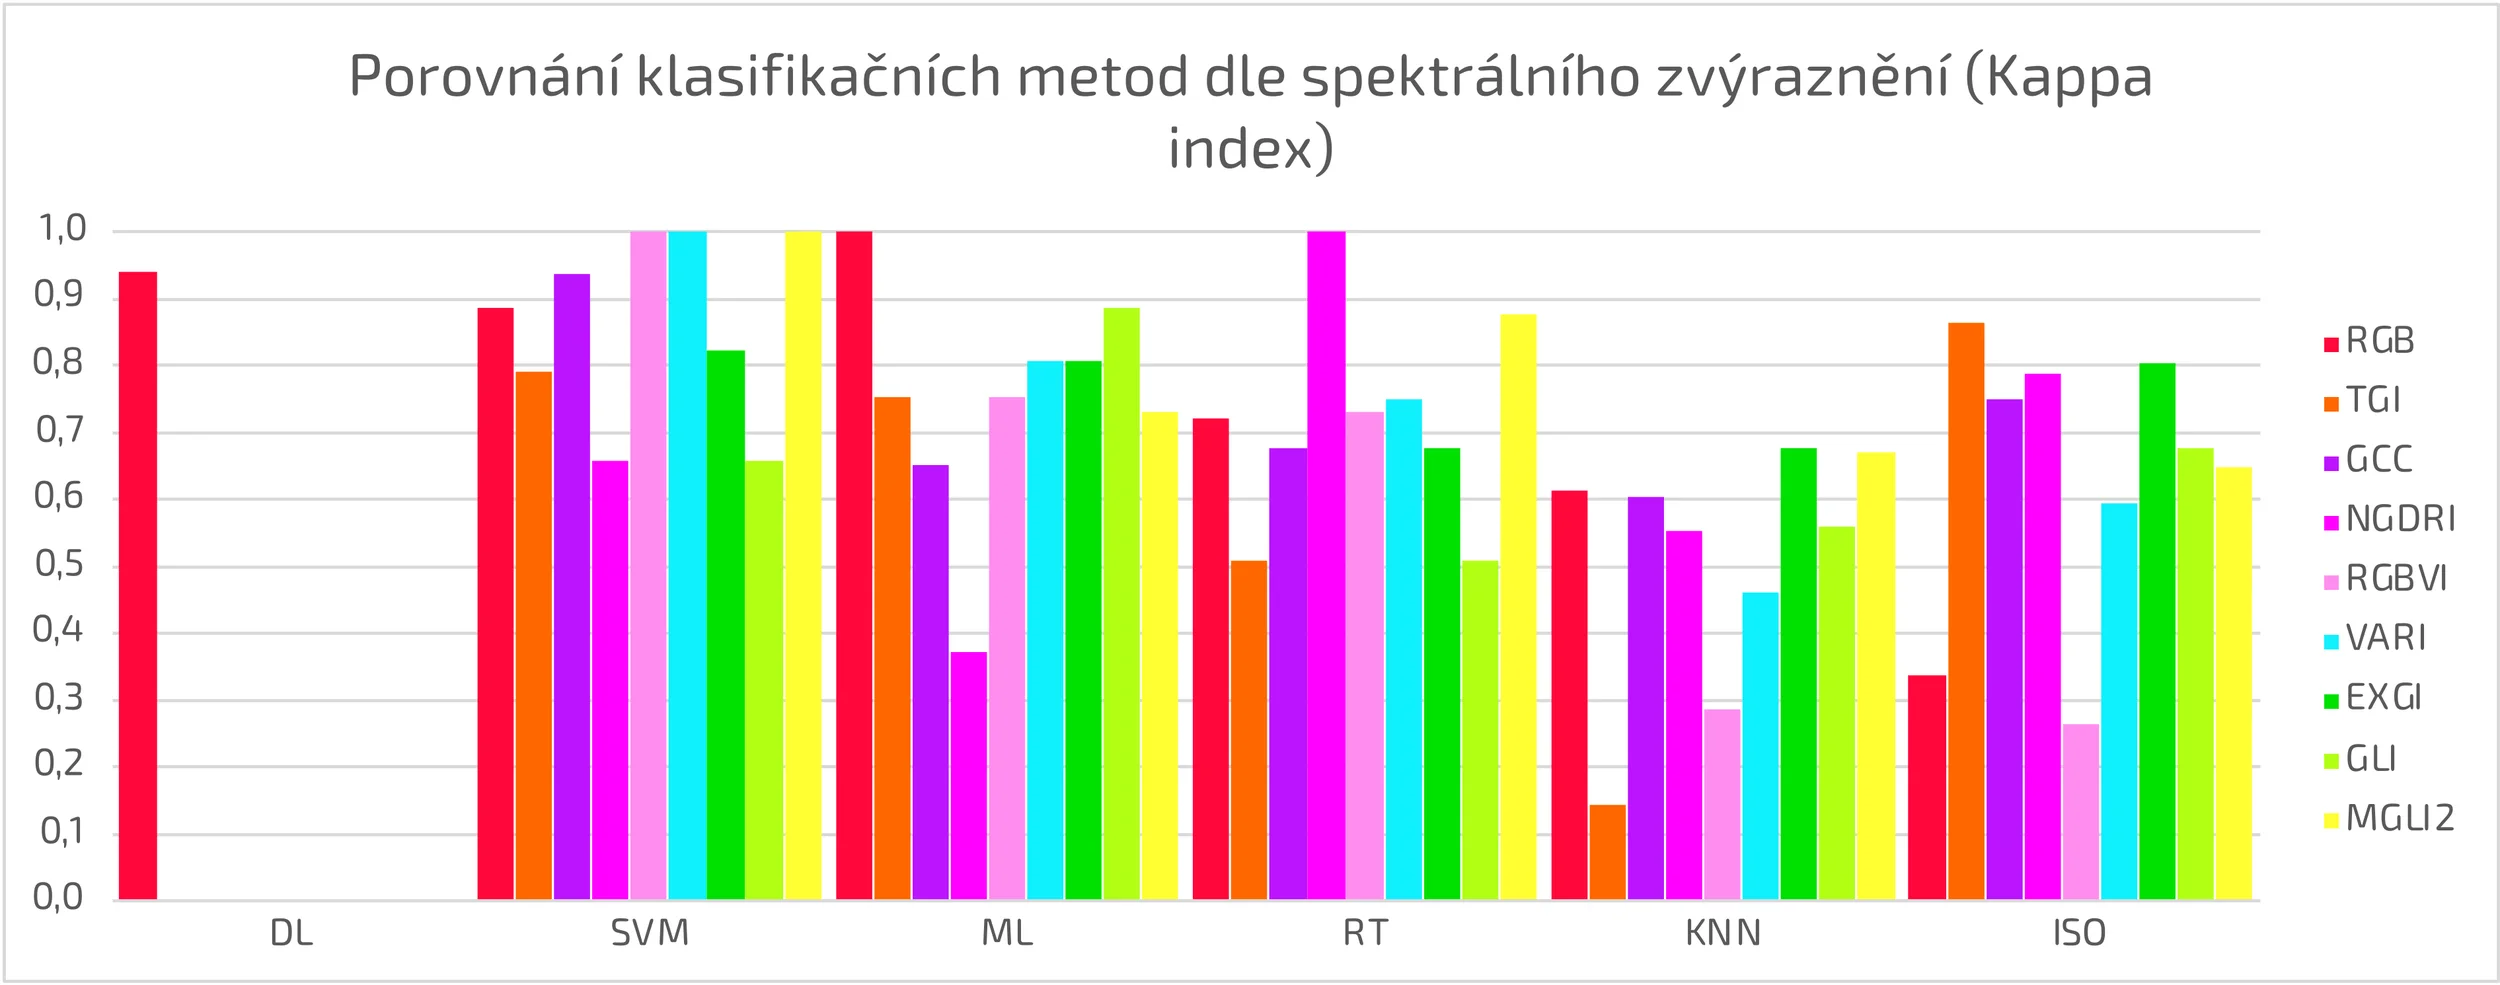 Porovnání klasifikačních metod dle spektrálního zvýraznění (kappa
index)
1,0
0,9
0,8
0,7
0,6
0,5
0,4
0,3
0,2
0,1
0,0
DL SVM ML RT KNN ISO
RGB
TGI
GCC
NGDRI
RGBVI
VARI
EXGI
GLI
MGLI2